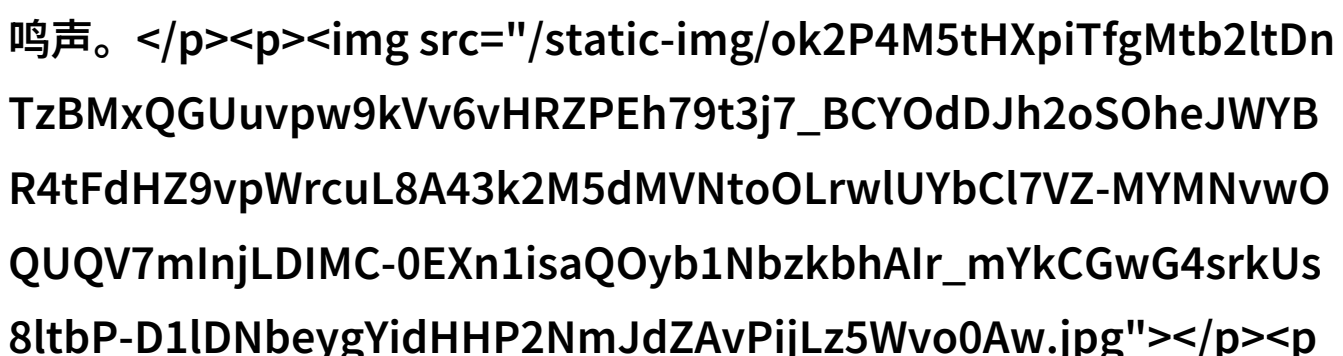 鸣声。</p><p><img src="/static-img/ok2P4M5tHXpiTfgMtb2ltDn
TzBMxQGUuvpw9kVv6vHRZPEh79t3j7_BCYOdDJh2oSOheJWYB
R4tFdHZ9vpWrcuL8A43k2M5dMVNtoOLrwlUYbCl7VZ-MYMNvwO
QUQV7mInjLDIMC-0EXn1isaQOyb1NbzkbhAIr_mYkCGwG4srkUs
8ltbP-D1lDNbeygYidHHP2NmJdZAvPijLz5Wvo0Aw.jpg"></p><p